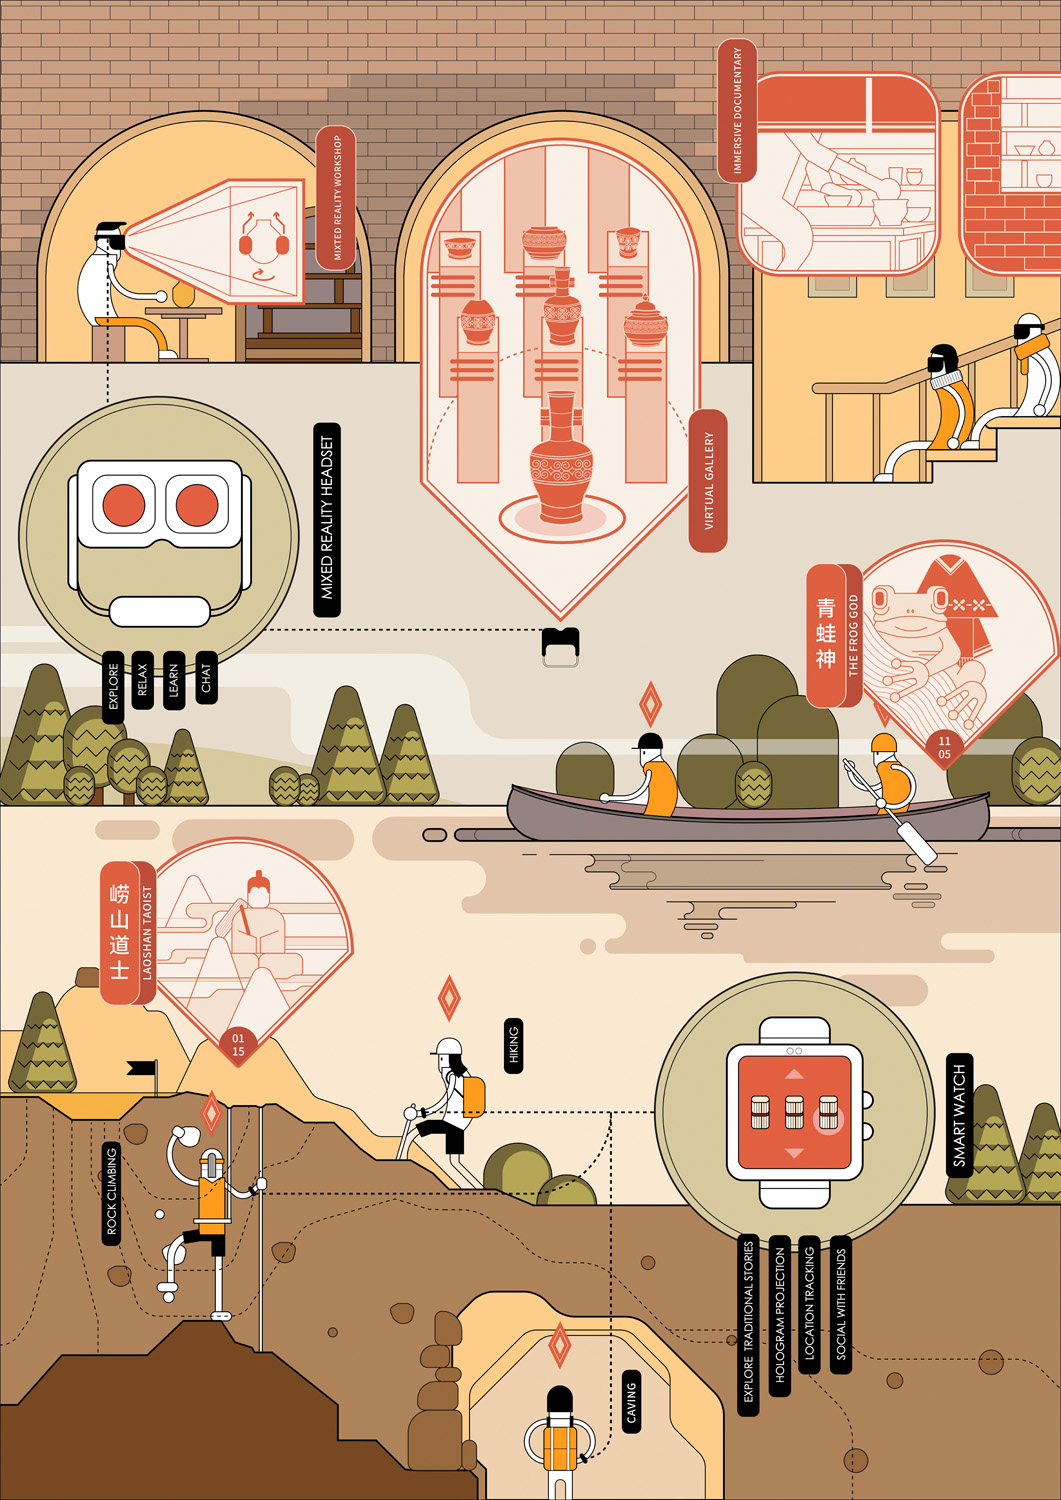 IMMERSIVE DOCUMENTARY
MIXTED REALITY WORKSHOP
VIRTUAL GALLERY
MIXED REALITY HEADSET
EXPLORE
RELAX
LEARN
CHAT
青蛙神
THE FROG GOD
11
05
崂山道士
LAOSHAN TAOIST
01
15
HIKING
SMART WATCH
ROCK CLIMBING
EXPLORE TRADITIONAL STORIES
HOLOGRAM PROJECTION
LOCATION TRACKING
SOCIAL WITH FRIENDS
CAVING